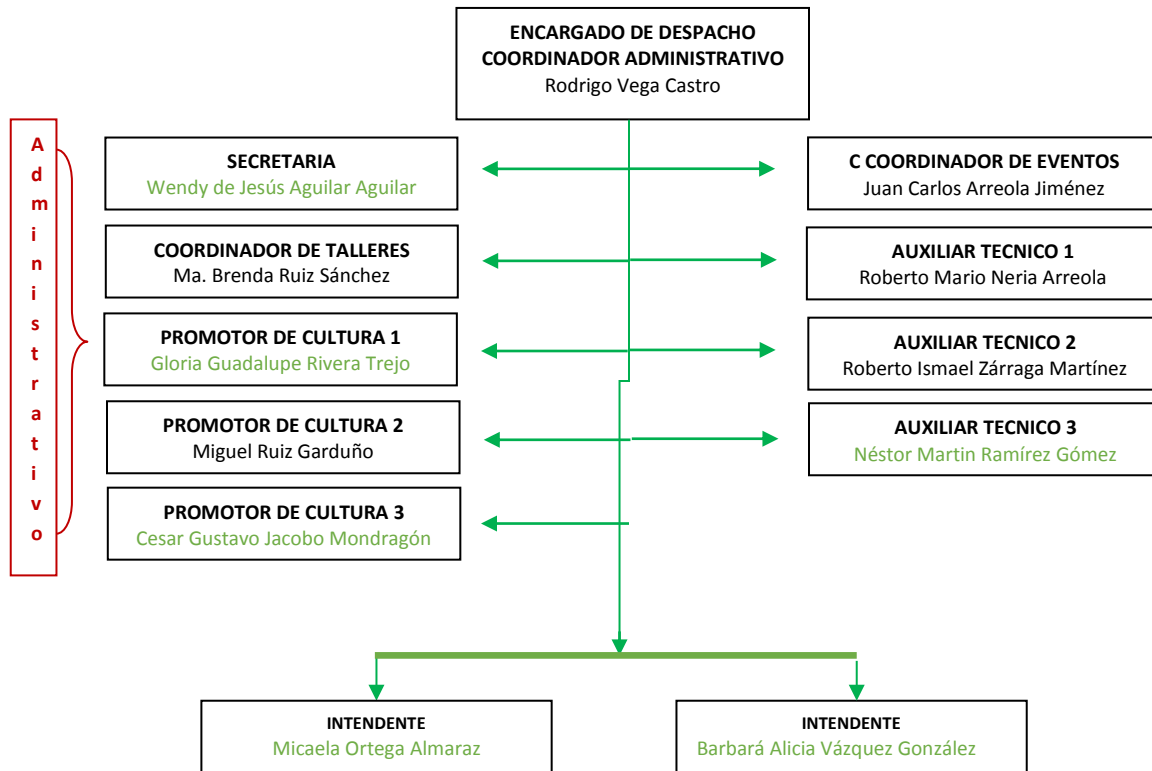 ENCARGADO DE DESPACHO
COORDINADOR ADMINISTRATIVO
Rodrigo Vega Castro
Administrativo
SECRETARIA
Wendy de Jesús Aguilar Aguilar
C COORDINADOR DE EVENTOS
Juan Carlos Arreola Jiménez
COORDINADOR DE TALLERES
Ma. Brenda Ruiz Sánchez
AUXILIAR TECNICO 1
Roberto Mario Neria Arreola
PROMOTOR DE CULTURA 1
Gloria Guadalupe Rivera Trejo
AUXILIAR TECNICO 2
Roberto Ismael Zárraga Martínez
PROMOTOR DE CULTURA 2
Miguel Ruiz Garduño
AUXILIAR TECNICO 3
Néstor Martin Ramírez Gómez
PROMOTOR DE CULTURA 3
Cesar Gustavo Jacobo Mondragón
INTENDENTE
Micaela Ortega Almaraz
INTENDENTE
Barbará Alicia Vázquez González